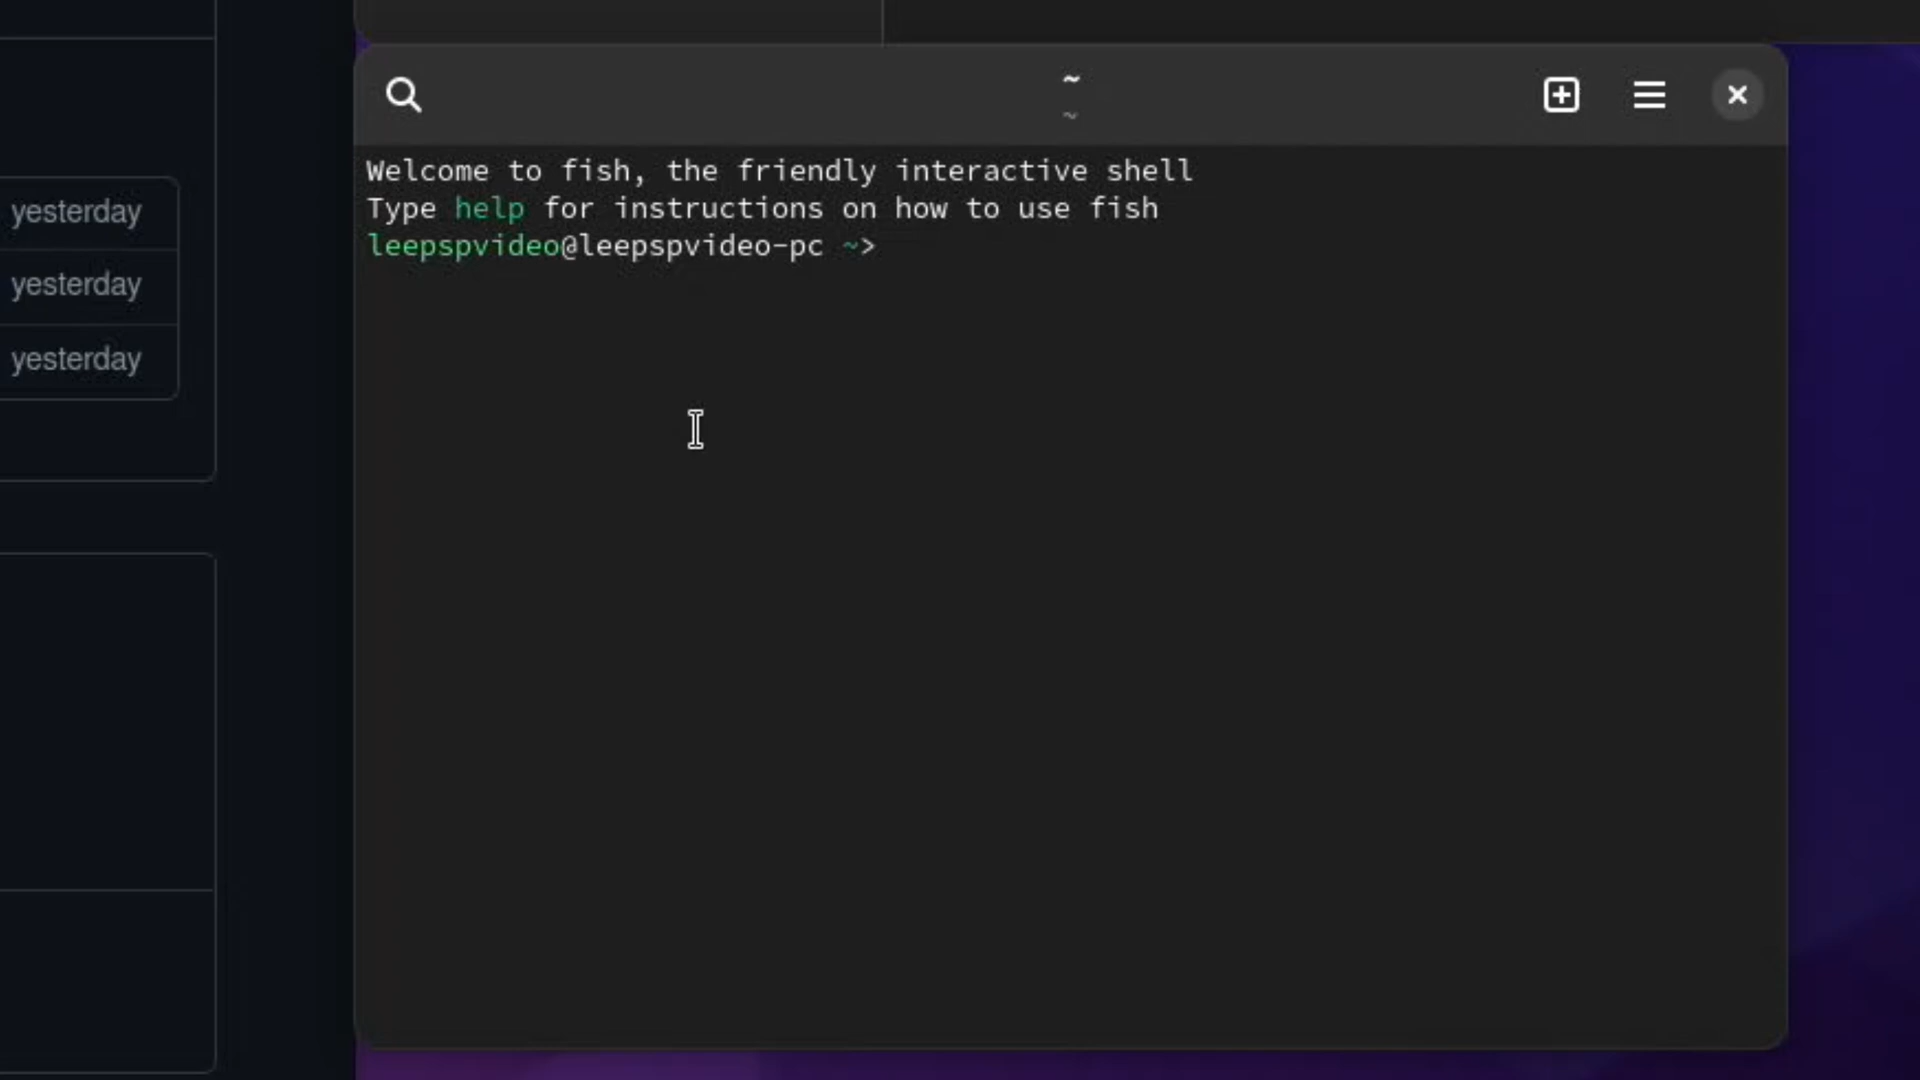 ~
~
Welcome to fish, the friendly interactive shell
Type help for instructions on how to use fish
leepspvideo@leepspvideo-pc ~>
yesterday
yesterday
yesterday